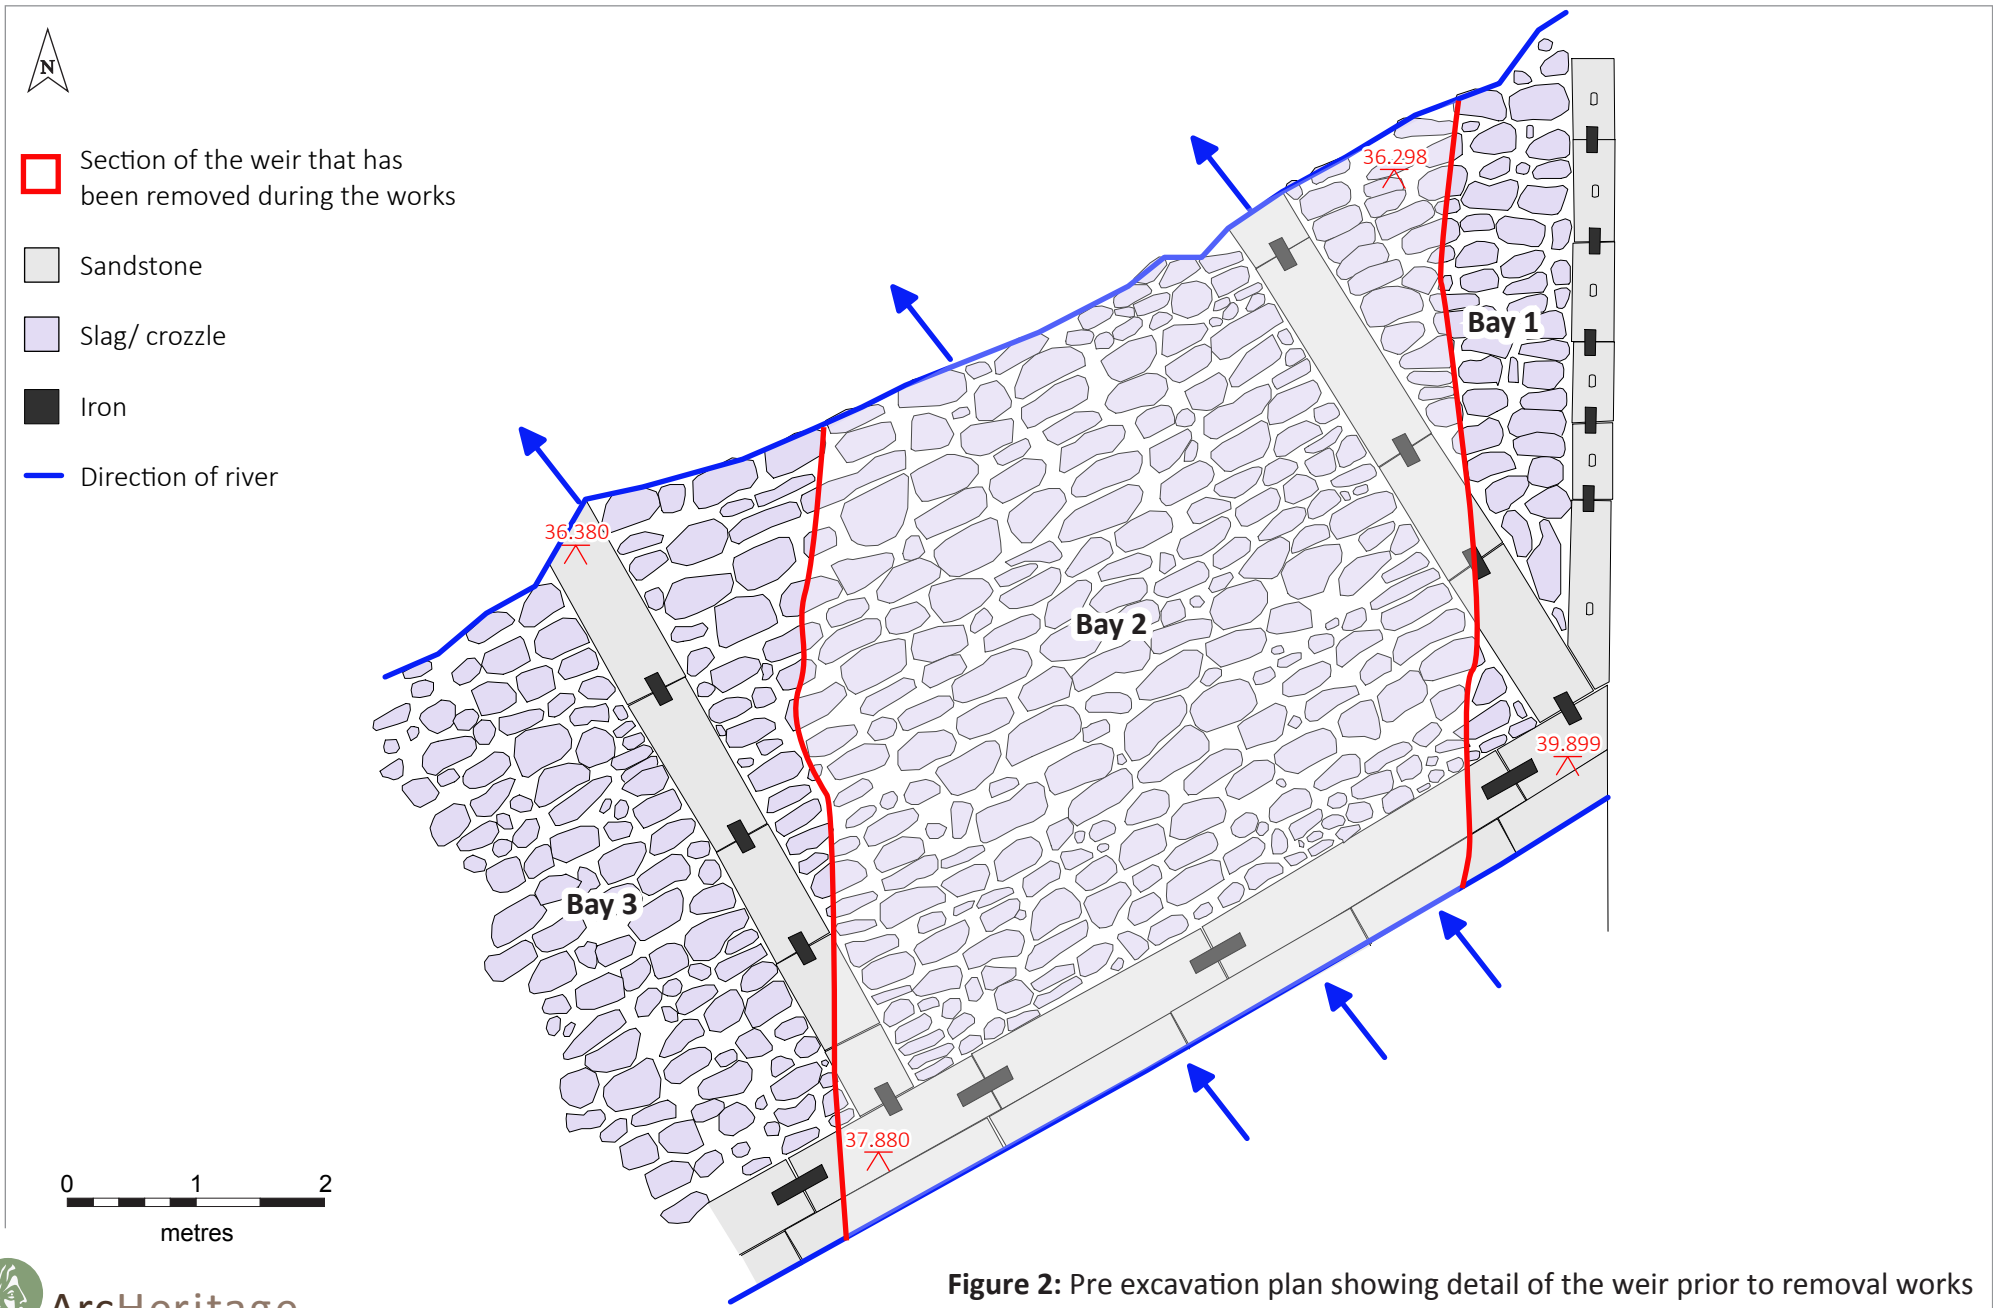 N
Section of the weir that has
been removed during the works
Sandstone
Slag/ crozzle
Iron
Direction of river
36.298
Bay 1
36.380
Bay 2
39.899
Bay 3
37.880
0 1 2
metres
ArcHeritage
Figure 2: Pre excavation plan showing detail of the weir prior to removal works